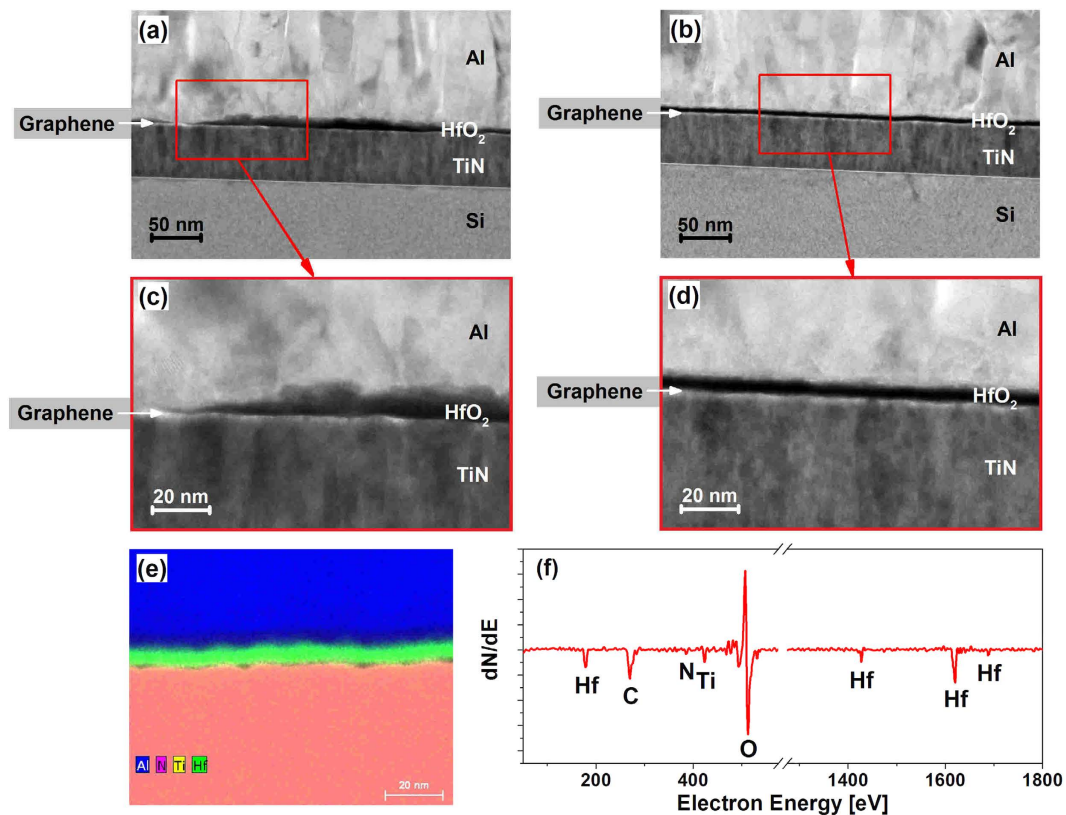 (a)
Al
Graphene
HfO2
TiN
Si
50 nm
(b)
Al
Graphene
HfO2
TiN
Si
50 nm
(c)
Al
Graphene
HfO2
TiN
20 nm
(d)
Al
Graphene
HfO2
TiN
20 nm
(e)
Al N Ti Hf
20 nm
(f)
dN/dE
Hf C N Ti O Hf Hf Hf
200 400 1400 1600 1800
Electron Energy [eV]